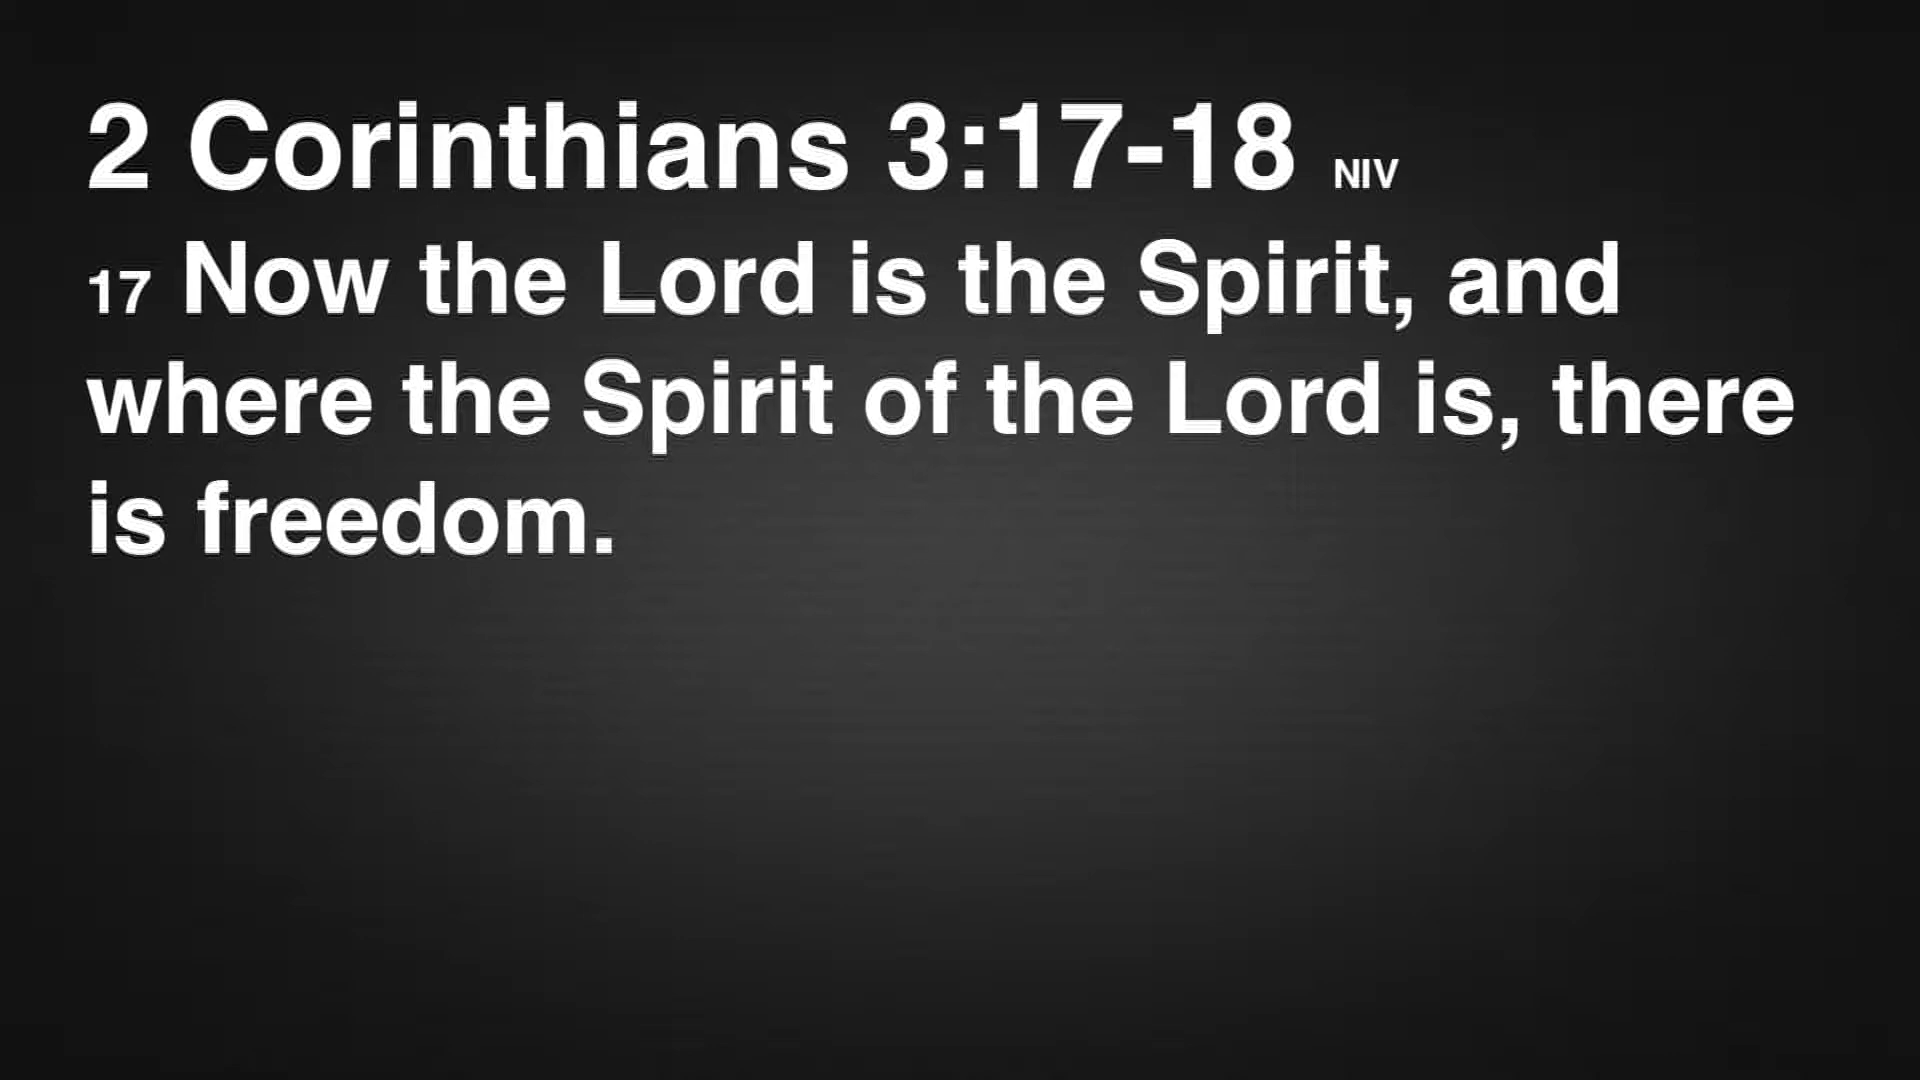 2 Corinthians 3:17-18 NIV
17 Now the Lord is the Spirit, and
where the Spirit of the Lord is, there
is freedom.